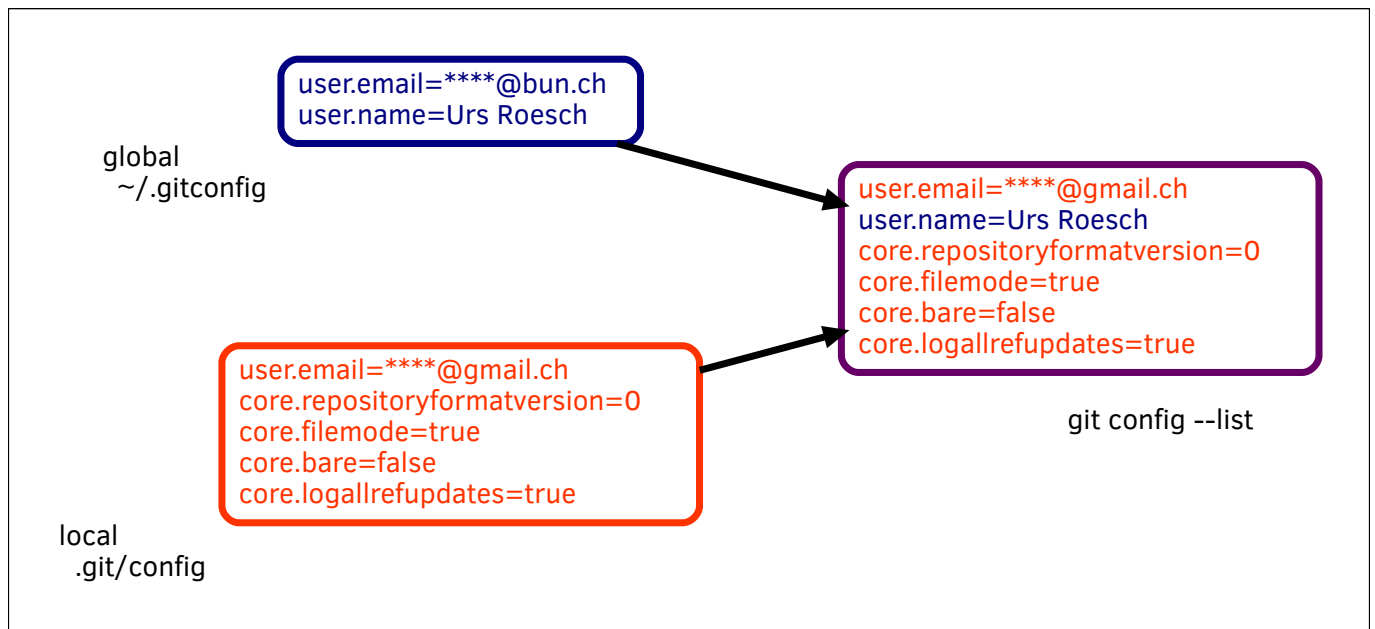 user.email=****@bun.ch
user.name=Urs Roesch
global
~/.gitconfig
user.email=****@gmail.ch
user.name=Urs Roesch
core.repositoryformatversion=0
core.filemode=true
core.bare=false
core.logallrefupdates=true
git config --list
user.email=****@gmail.ch
core.repositoryformatversion=0
core.filemode=true
core.bare=false
core.logallrefupdates=true
local
.git/config